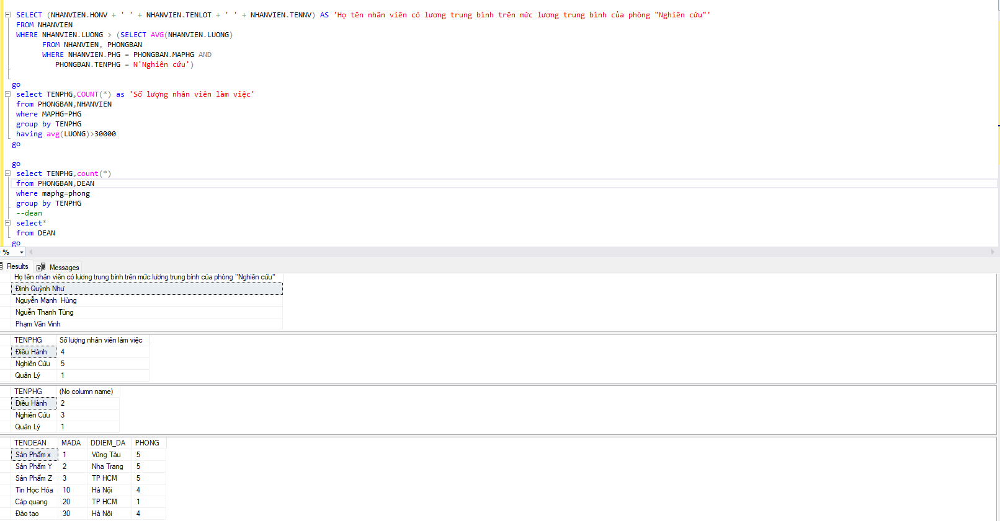 SELECT (NHANVIEN.HONV + ' ' + NHANVIEN.TENLOT + ' ' + NHANVIEN.TENNV) AS 'Họ tên nhân viên có lương trung bình trên mức lương trung bình của phòng "Nghiên cứu"'
FROM NHANVIEN
WHERE NHANVIEN.LUONG > (SELECT AVG(NHANVIEN.LUONG)
FROM NHANVIEN, PHONGBAN
WHERE NHANVIEN.PHG = PHONGBAN.MAPHG AND
PHONGBAN.TENPHG = N'Nghiên cứu')
go
select TENPHG,COUNT(*) as 'Số lượng nhân viên làm việc'
from PHONGBAN,NHANVIEN
where MAPHG=PHG
group by TENPHG
having avg(LUONG)>30000
go
go
select TENPHG,count(*)
from PHONGBAN,DEAN
where maphg=phong
group by TENPHG
--dean
select*
from DEAN
go
%
Results Messages
Họ tên nhân viên có lương trung bình trên mức lương trung bình của phòng "Nghiên cứu"
Đinh Quỳnh Như
Nguyễn Mạnh  Hùng
Nguễn Thanh Tùng
Phạm Văn Vinh
TENPHG Số lượng nhân viên làm việc
Điều Hành 4
Nghiên Cứu 5
Quản Lý 1
TENPHG (No column name)
Điều Hành 2
Nghiên Cứu 3
Quản Lý 1
TENDEAN MADA DDIEM_DA PHONG
Sản Phẩm x 1 Vũng Tàu 5
Sản Phẩm Y 2 Nha Trang 5
Sản Phẩm Z 3 TP HCM 5
Tin Học Hóa 10 Hà Nội 4
Cáp quang 20 TP HCM 1
Đào tạo 30 Hà Nội 4